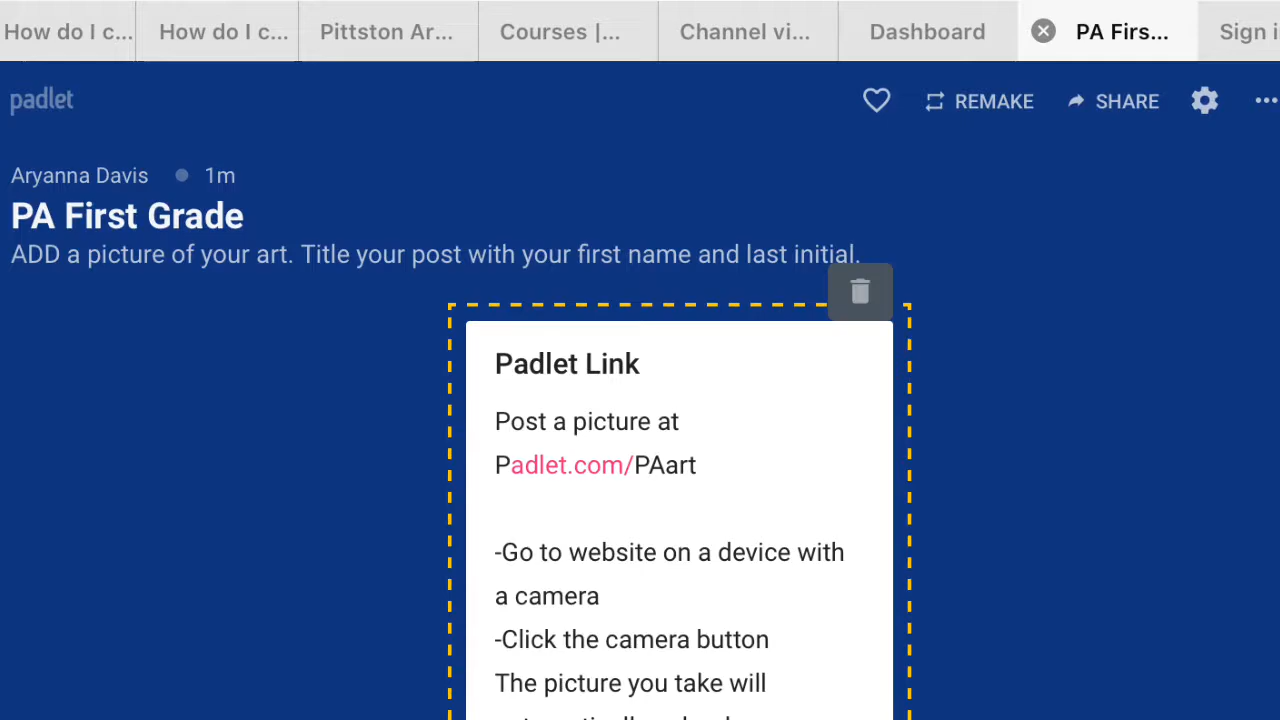 How do I c... How do I c... Pittston Ar... Courses |... Channel vi... Dashboard PA Firs... Sign i
padlet REMAKE SHARE
Aryanna Davis 1m
PA First Grade
ADD a picture of your art. Title your post with your first name and last initial.
Padlet Link
Post a picture at
Padlet.com/PAart
-Go to website on a device with
a camera
-Click the camera button
The picture you take will